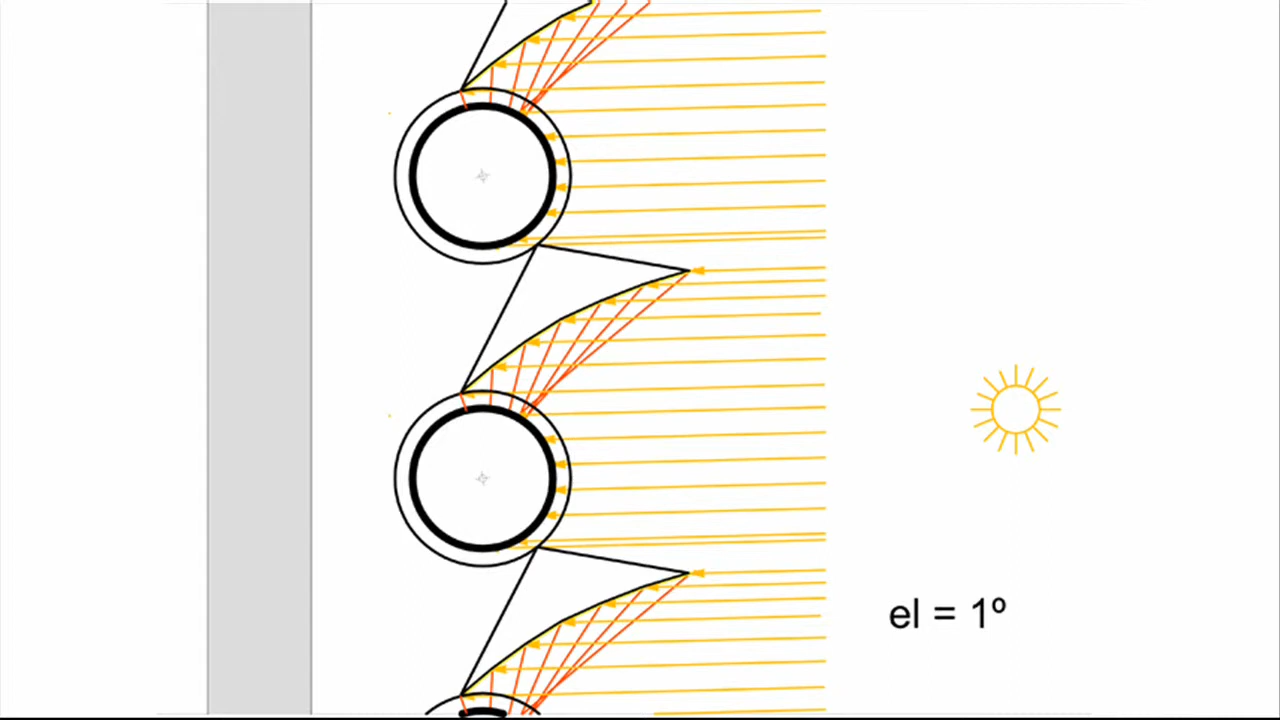 el = 1º